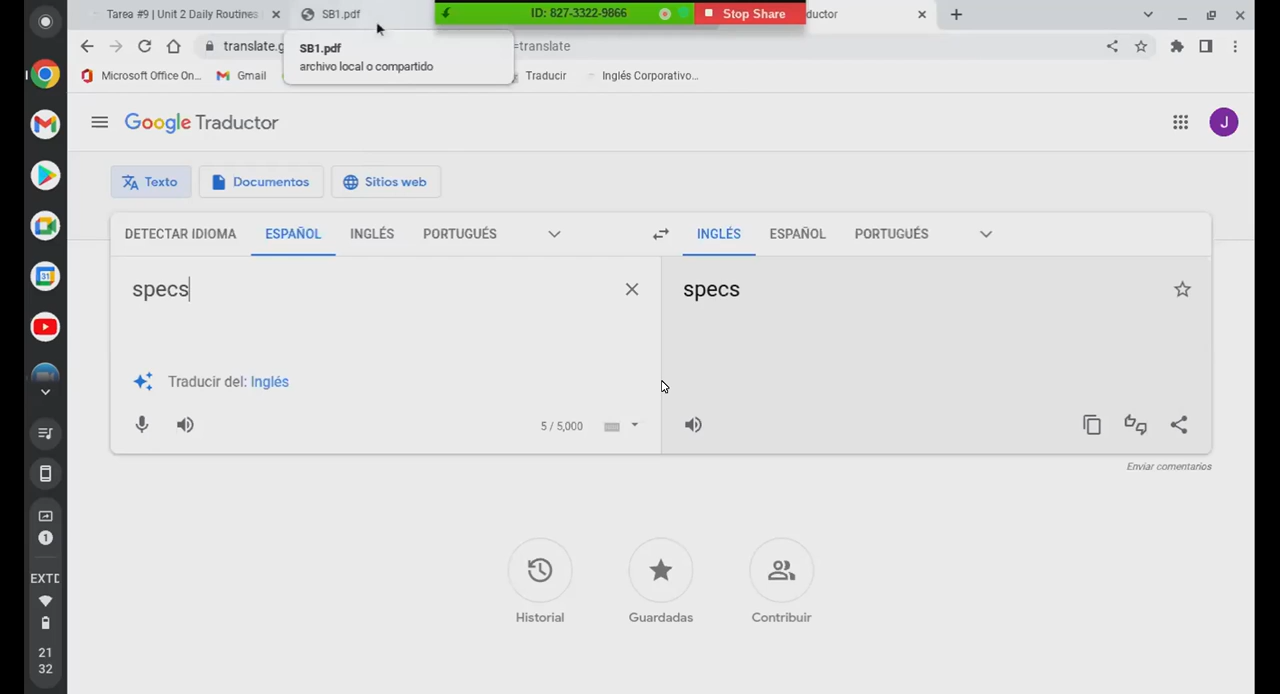 Tarea #9 | Unit 2 Daily Routines
SB1.pdf
ID: 827-3322-9866
Stop Share
ductor
translate.g
=translate
SB1.pdf
archivo local o compartido
Microsoft Office On...
Gmail
Traducir
Inglés Corporativo...
Google Traductor
J
Texto
Documentos
Sitios web
DETECTAR IDIOMA
ESPAÑOL
INGLÉS
PORTUGUÉS
INGLÉS
ESPAÑOL
PORTUGUÉS
specs
specs
Traducir del: Inglés
5 / 5,000
Enviar comentarios
Historial
Guardadas
Contribuir
31
1
EXTD
21
32